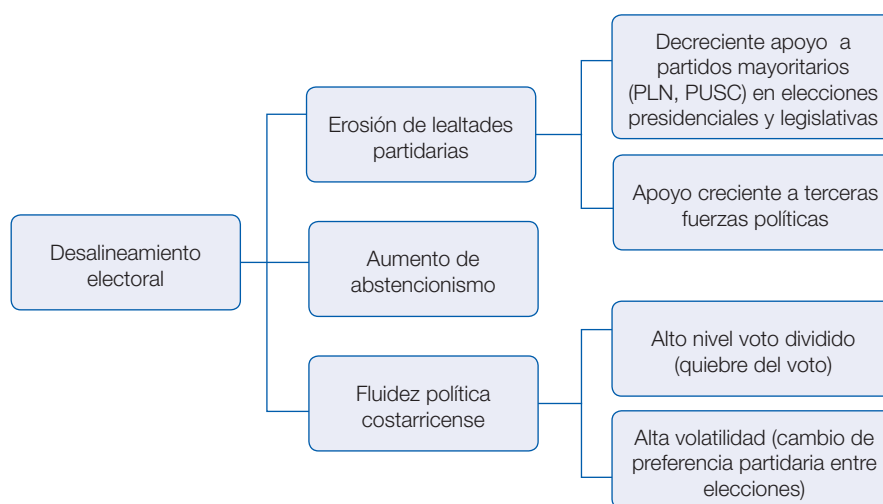 Desalineamiento
electoral
Erosión de lealtades
partidarias
Decreciente apoyo a
partidos mayoritarios
(PLN, PUSC) en elecciones
presidenciales y legislativas
Apoyo creciente a terceras
fuerzas políticas
Aumento de
abstencionismo
Fluidez política
costarricense
Alto nivel voto dividido
(quiebre del voto)
Alta volatilidad (cambio de
preferencia partidaria entre
elecciones)